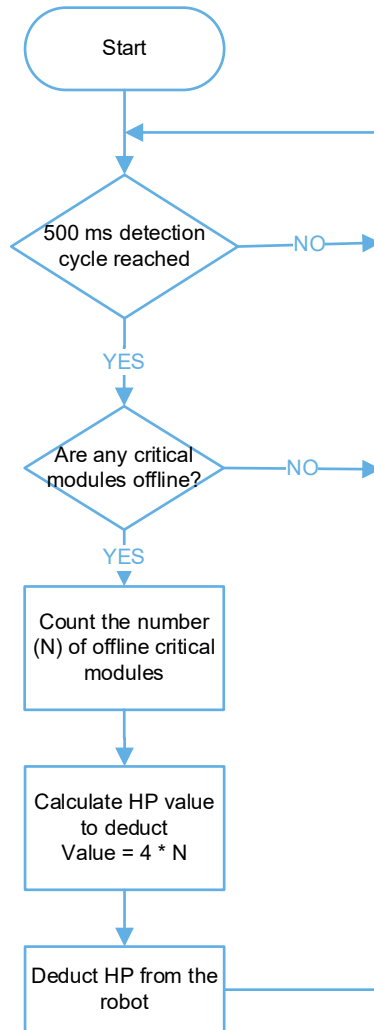 Start
500 ms detection
cycle reached
NO
YES
Are any critical
modules offline?
NO
YES
Count the number
(N) of offline critical
modules
Calculate HP value
to deduct
Value = 4 * N
Deduct HP from the
robot